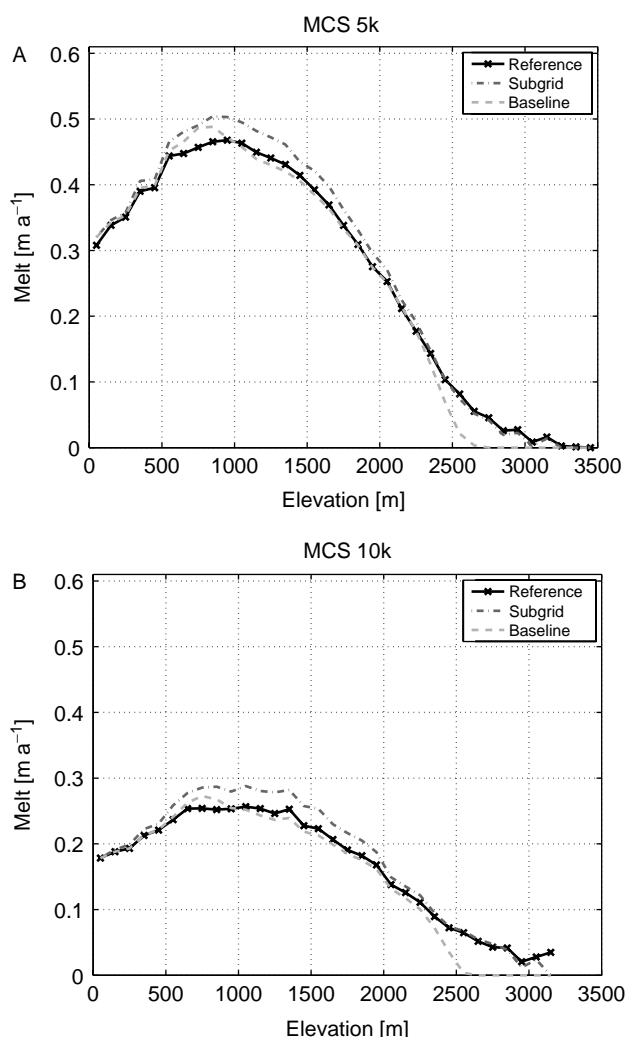 MCS 5k
A
0.6
0.5
0.4
0.3
0.2
0.1
0
Melt [m a⁻¹]
Reference
Subgrid
Baseline
0 500 1000 1500 2000 2500 3000 3500
Elevation [m]
MCS 10k
B
0.6
0.5
0.4
0.3
0.2
0.1
0
Melt [m a⁻¹]
Reference
Subgrid
Baseline
0 500 1000 1500 2000 2500 3000 3500
Elevation [m]